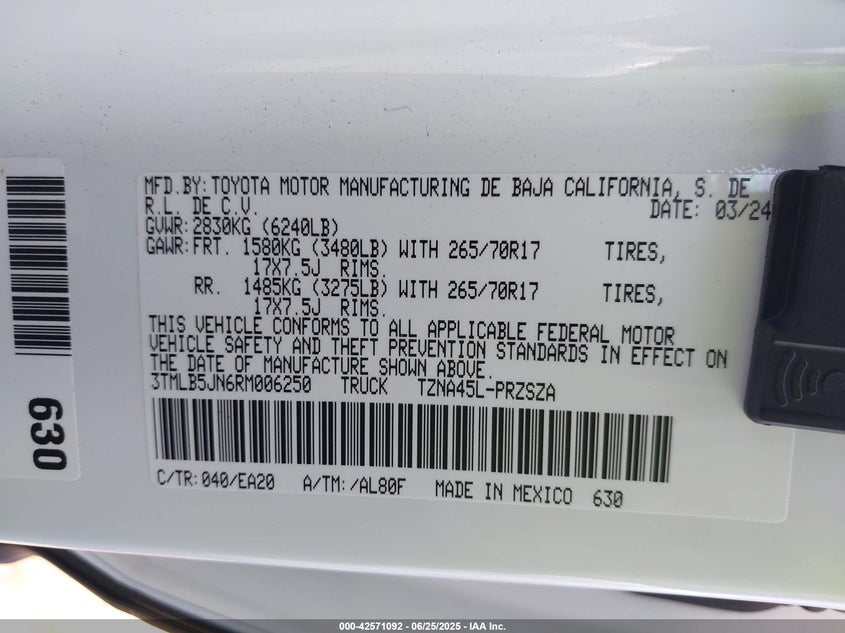 MFD.BY: TOYOTA MOTOR MANUFACTURING DE BAJA CALIFORNIA, S. DE
R.L. DE C.V. DATE: 03/24
GVWR: 2830KG (6240LB)
GAWR: FRT. 1580KG (3480LB) WITH 265/70R17 TIRES,
17X7.5J RIMS.
RR. 1485KG (3275LB) WITH 265/70R17 TIRES,
17X7.5J RIMS.
THIS VEHICLE CONFORMS TO ALL APPLICABLE FEDERAL MOTOR
VEHICLE SAFETY AND THEFT PREVENTION STANDARDS IN EFFECT ON
THE DATE OF MANUFACTURE SHOWN ABOVE.
3TMLB5JN6RM006250 TRUCK TZNA45L-PRZSZA
C/TR: 040/EA20 A/TM: /AL80F MADE IN MEXICO 630
630
000-42571092 - 06/25/2025 - IAA Inc.